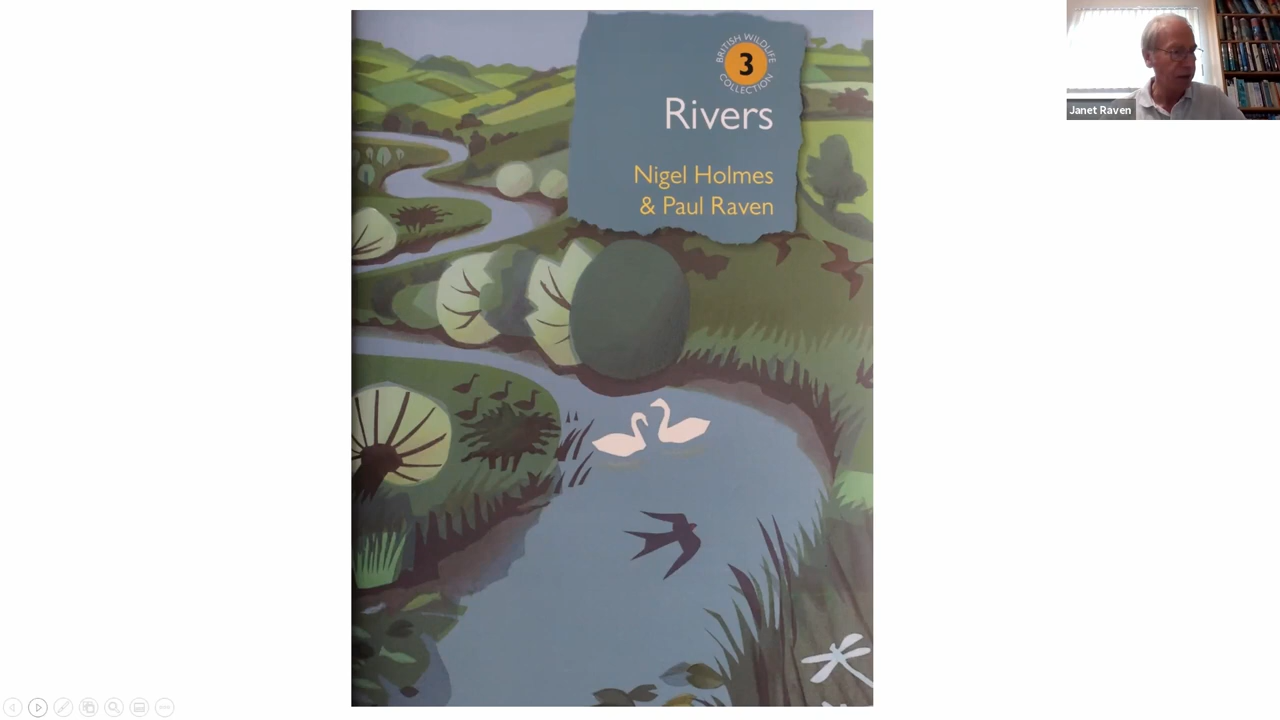 BRITISH WILDLIFE
3
COLLECTION
Rivers
Nigel Holmes
& Paul Raven
Janet Raven